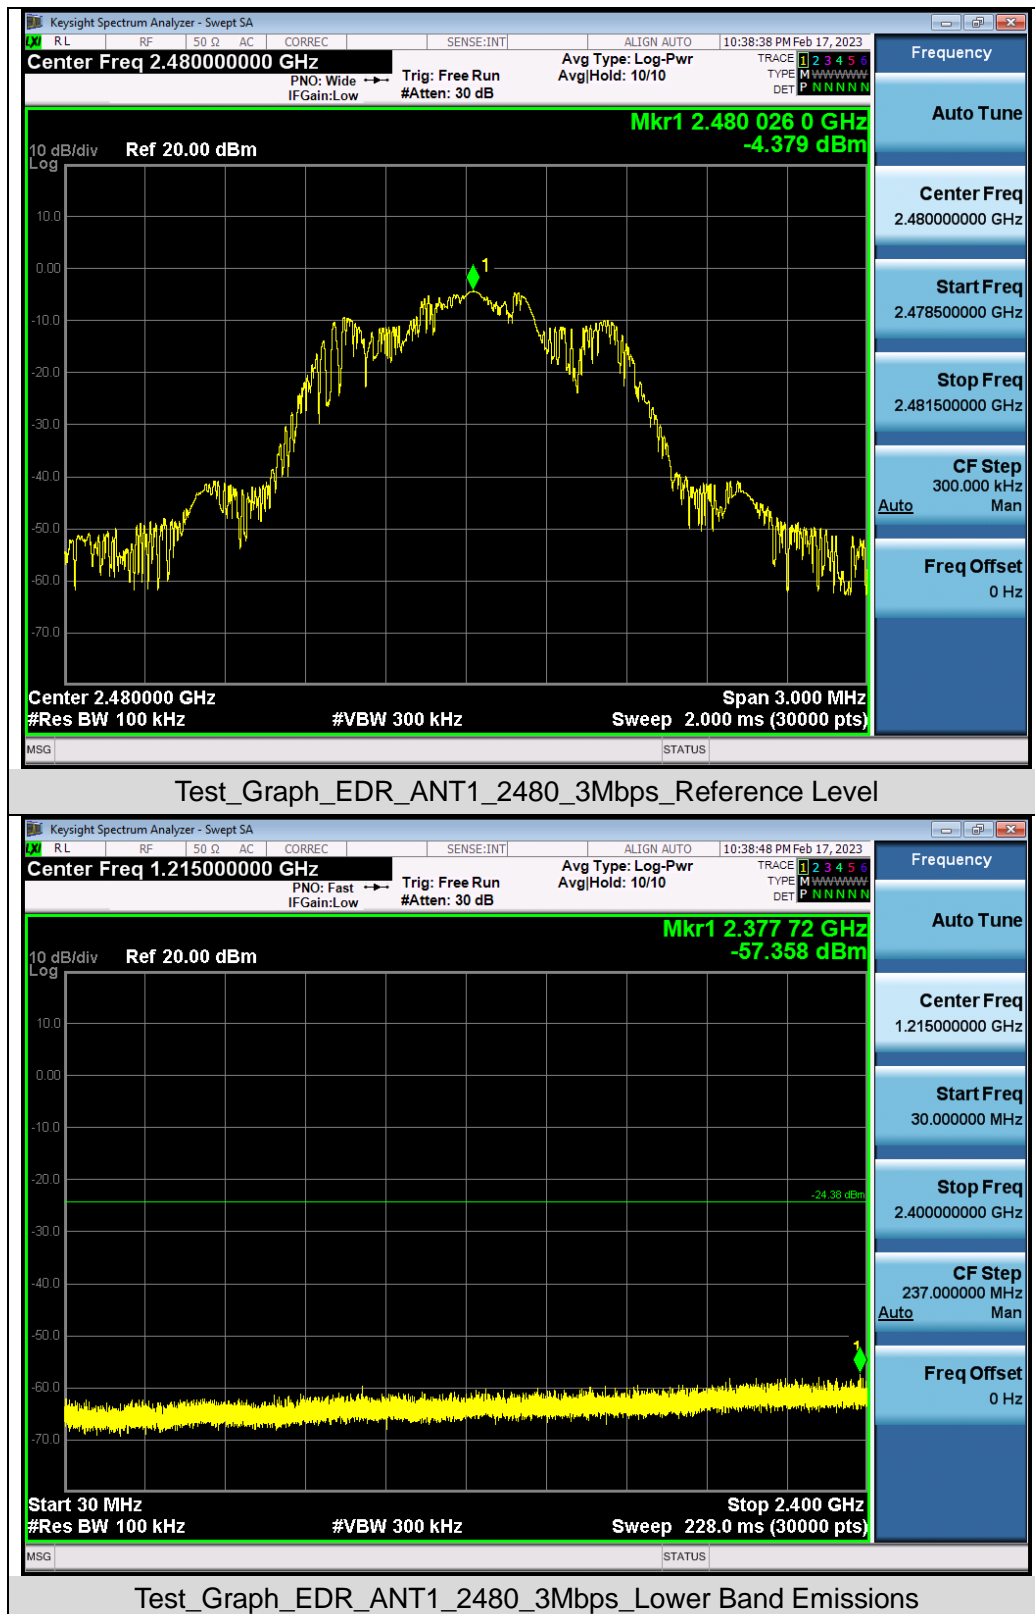 Keysight Spectrum Analyzer - Swept SA
LXI RL RF 50 Ω AC CORREC SENSE:INT ALIGN AUTO 10:38:38 PM Feb 17, 2023
Center Freq 2.480000000 GHz
PNO: Wide
IFGain:Low
Trig: Free Run
#Atten: 30 dB
Avg Type: Log-Pwr
Avg|Hold: 10/10
TRACE 1 2 3 4 5 6
TYPE M WWWWW
DET P N N N N N
Mkr1 2.480 026 0 GHz
-4.379 dBm
10 dB/div Ref 20.00 dBm
Log
10.0
0.00
1
-10.0
-20.0
-30.0
-40.0
-50.0
-60.0
-70.0
Center 2.480000 GHz Span 3.000 MHz
#Res BW 100 kHz #VBW 300 kHz Sweep 2.000 ms (30000 pts)
MSG STATUS
Frequency
Auto Tune
Center Freq
2.480000000 GHz
Start Freq
2.478500000 GHz
Stop Freq
2.481500000 GHz
CF Step
300.000 kHz
Auto Man
Freq Offset
0 Hz
Test_Graph_EDR_ANT1_2480_3Mbps_Reference Level
Keysight Spectrum Analyzer - Swept SA
LXI RL RF 50 Ω AC CORREC SENSE:INT ALIGN AUTO 10:38:48 PM Feb 17, 2023
Center Freq 1.215000000 GHz
PNO: Fast
IFGain:Low
Trig: Free Run
#Atten: 30 dB
Avg Type: Log-Pwr
Avg|Hold: 10/10
TRACE 1 2 3 4 5 6
TYPE M WWWWW
DET P N N N N N
Mkr1 2.377 72 GHz
-57.358 dBm
10 dB/div Ref 20.00 dBm
Log
10.0
0.00
-10.0
-20.0
-24.38 dBm
-30.0
-40.0
-50.0
1
-60.0
-70.0
Start 30 MHz Stop 2.400 GHz
#Res BW 100 kHz #VBW 300 kHz Sweep 228.0 ms (30000 pts)
MSG STATUS
Frequency
Auto Tune
Center Freq
1.215000000 GHz
Start Freq
30.000000 MHz
Stop Freq
2.400000000 GHz
CF Step
237.000000 MHz
Auto Man
Freq Offset
0 Hz
Test_Graph_EDR_ANT1_2480_3Mbps_Lower Band Emissions